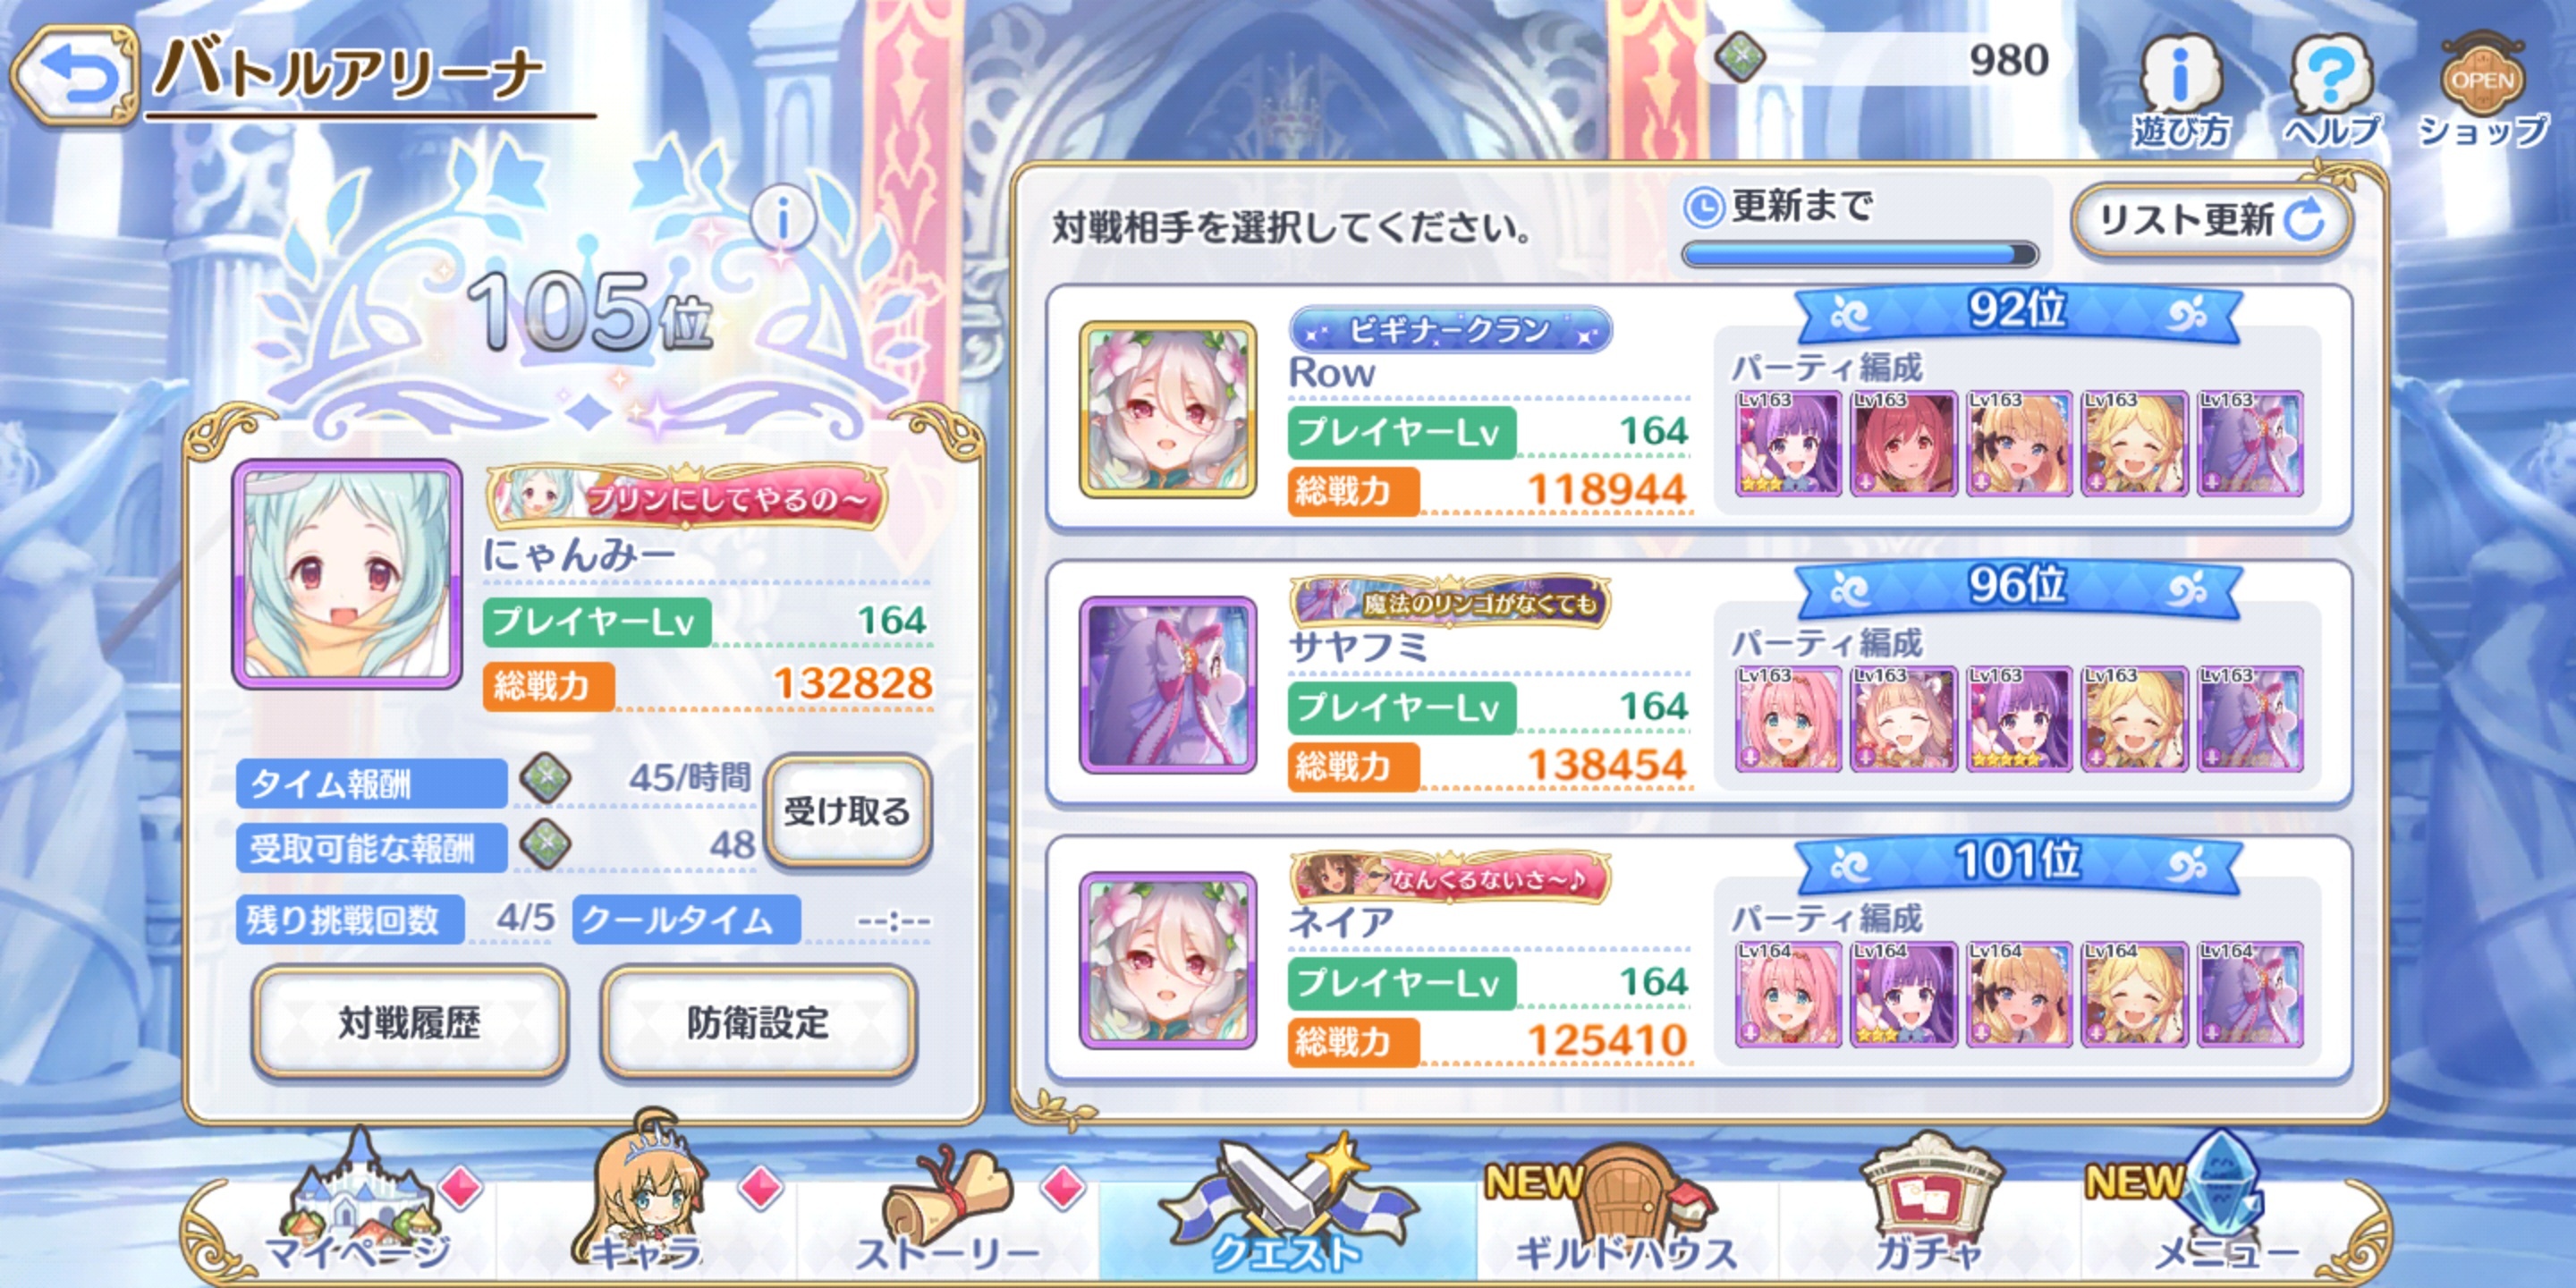 バトルアリーナ
980
遊び方
ヘルプ
OPEN
ショップ
105位
プリンにしてやるの〜
にゃんみー
プレイヤーLv 164
総戦力 132828
タイム報酬 45/時間
受取可能な報酬 48
受け取る
残り挑戦回数 4/5 クールタイム --:--
対戦履歴
防衛設定
対戦相手を選択してください。
更新まで
リスト更新
92位
ビギナークラン
Row
プレイヤーLv 164
総戦力 118944
パーティ編成
Lv163 Lv163 Lv163 Lv163 Lv163
96位
魔法のリンゴがなくても
サヤフミ
プレイヤーLv 164
総戦力 138454
パーティ編成
Lv163 Lv163 Lv163 Lv163 Lv163
101位
なんくるないさ〜♪
ネイア
プレイヤーLv 164
総戦力 125410
パーティ編成
Lv164 Lv164 Lv164 Lv164 Lv164
マイページ
キャラ
ストーリー
クエスト
NEW
ギルドハウス
ガチャ
NEW
メニュー